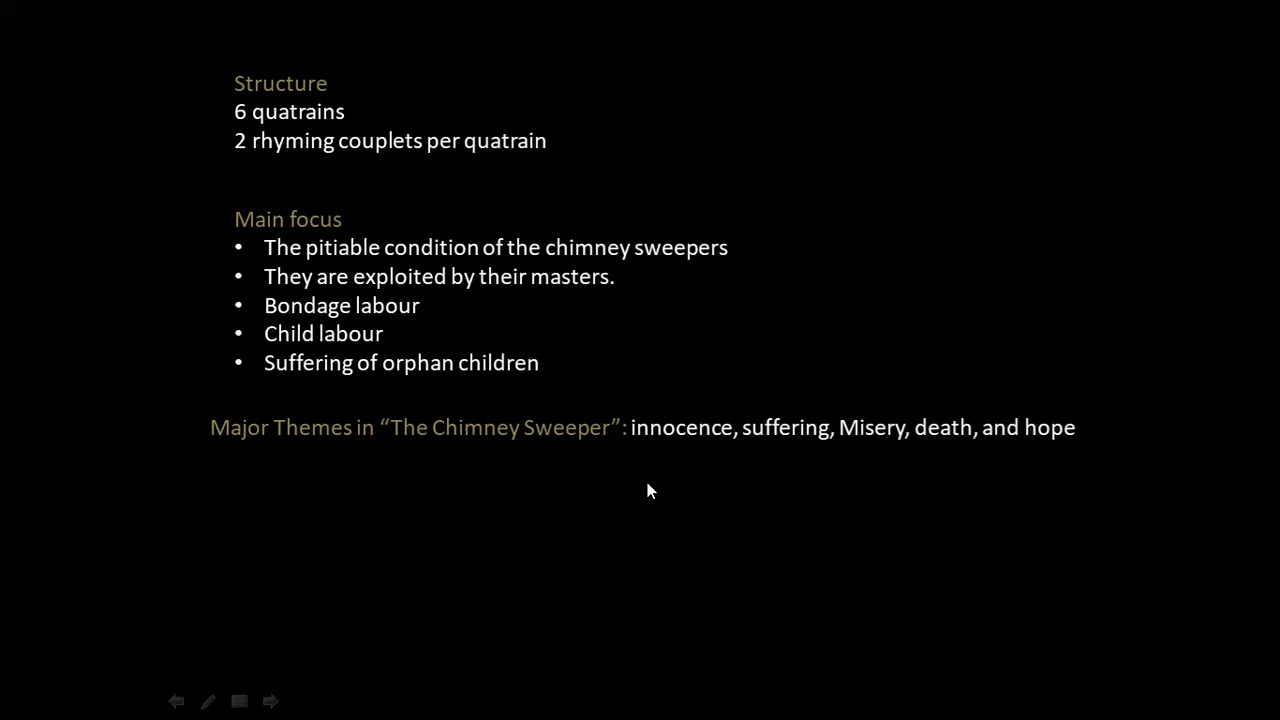 Structure
6 quatrains
2 rhyming couplets per quatrain
Main focus
• The pitiable condition of the chimney sweepers
• They are exploited by their masters.
• Bondage labour
• Child labour
• Suffering of orphan children
Major Themes in “The Chimney Sweeper”: innocence, suffering, Misery, death, and hope